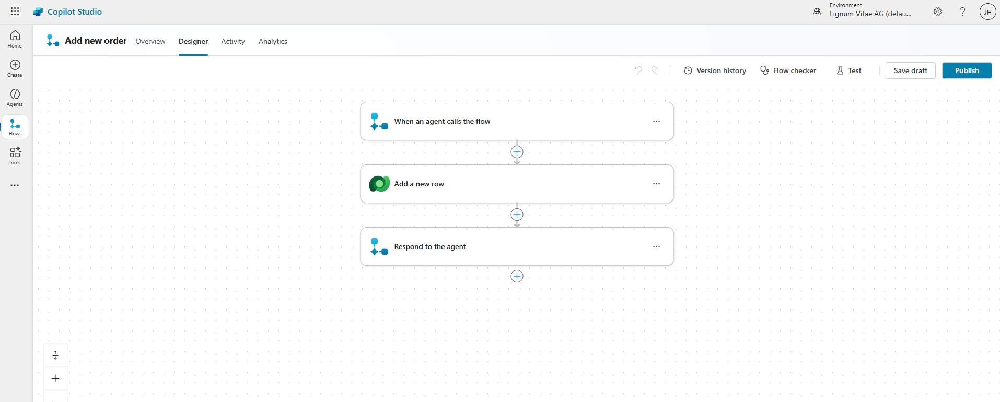 Copilot Studio
Environment
Lignum Vitae AG (defau...
JH
Home
Create
Agents
Flows
Tools
Add new order
Overview
Designer
Activity
Analytics
Version history
Flow checker
Test
Save draft
Publish
When an agent calls the flow
Add a new row
Respond to the agent